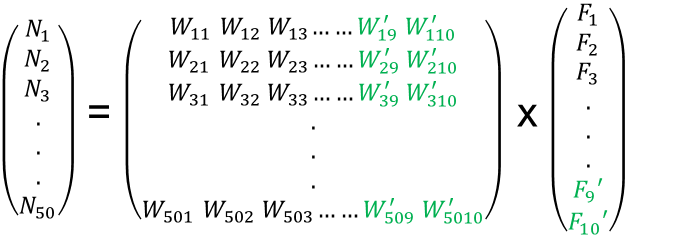 N₁ = W₁₁ W₁₂ W₁₃ … … W′₁₉ W′₁₁₀ x F₁
N₂ W₂₁ W₂₂ W₂₃ … … W′₂₉ W′₂₁₀ F₂
N₃ W₃₁ W₃₂ W₃₃ … … W′₃₉ W′₃₁₀ F₃
. . .
. . .
. . .
F₉′
N₅₀ W₅₀₁ W₅₀₂ W₅₀₃ … … W′₅₀₉ W′₅₀₁₀ F₁₀′